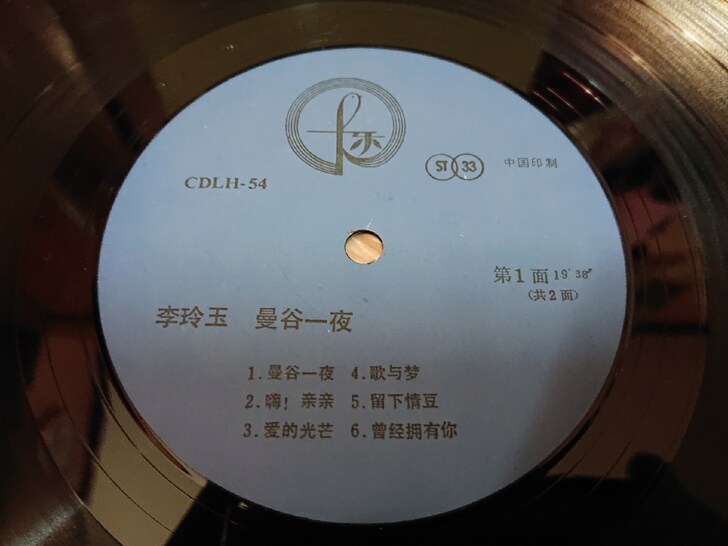 CDLH-54
ST 33 中国印制
第1面 19′38″
(共2面)
李玲玉 曼谷一夜
1.曼谷一夜 4.歌与梦
2.嗨! 亲亲 5.留下情豆
3.爱的光芒 6.曾经拥有你